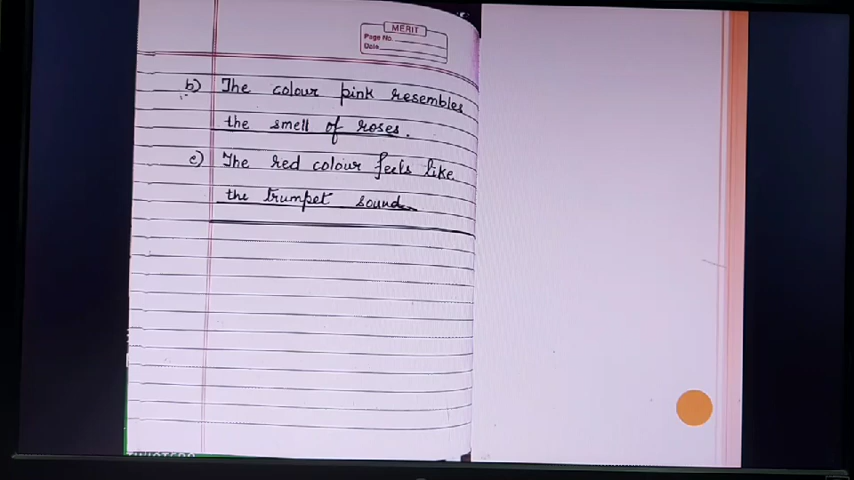 MERIT
Page No.
Date
b) The colour pink resembles
the smell of roses.
c) The red colour feels like
the trumpet sound.